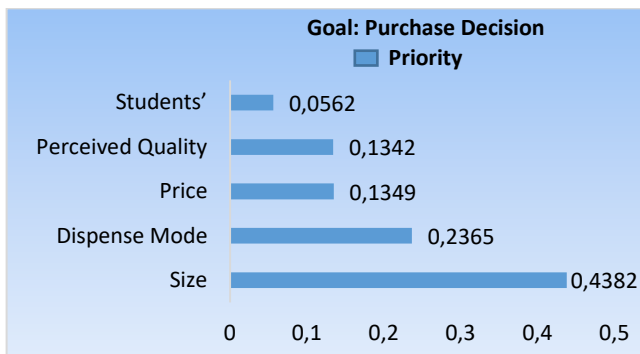 Goal: Purchase Decision
Priority
Students’ 0,0562
Perceived Quality 0,1342
Price 0,1349
Dispense Mode 0,2365
Size 0,4382
0 0,1 0,2 0,3 0,4 0,5